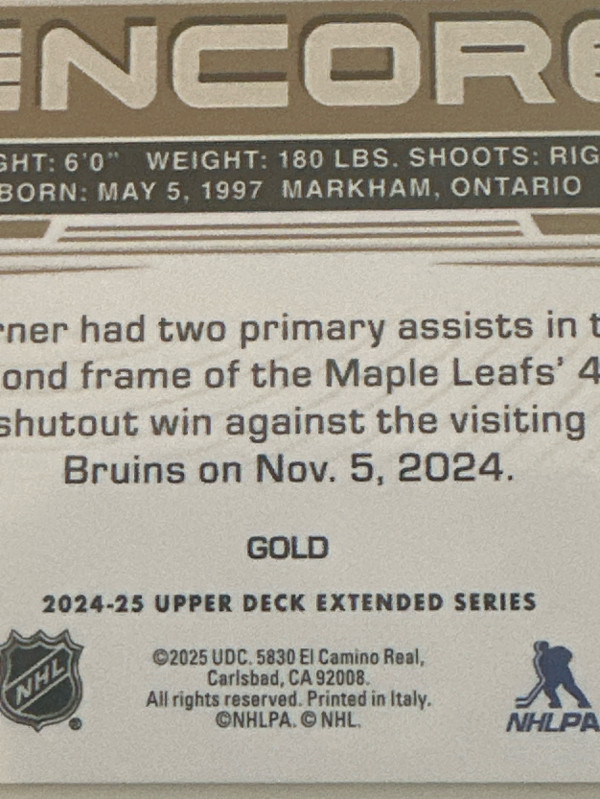 ENCORE
GHT: 6'0" WEIGHT: 180 LBS. SHOOTS: RIG
BORN: MAY 5, 1997 MARKHAM, ONTARIO
rner had two primary assists in t
ond frame of the Maple Leafs' 4
shutout win against the visiting
Bruins on Nov. 5, 2024.
GOLD
2024-25 UPPER DECK EXTENDED SERIES
©2025 UDC. 5830 El Camino Real,
Carlsbad, CA 92008.
All rights reserved. Printed in Italy.
©NHLPA. © NHL.
NHL
NHLPA